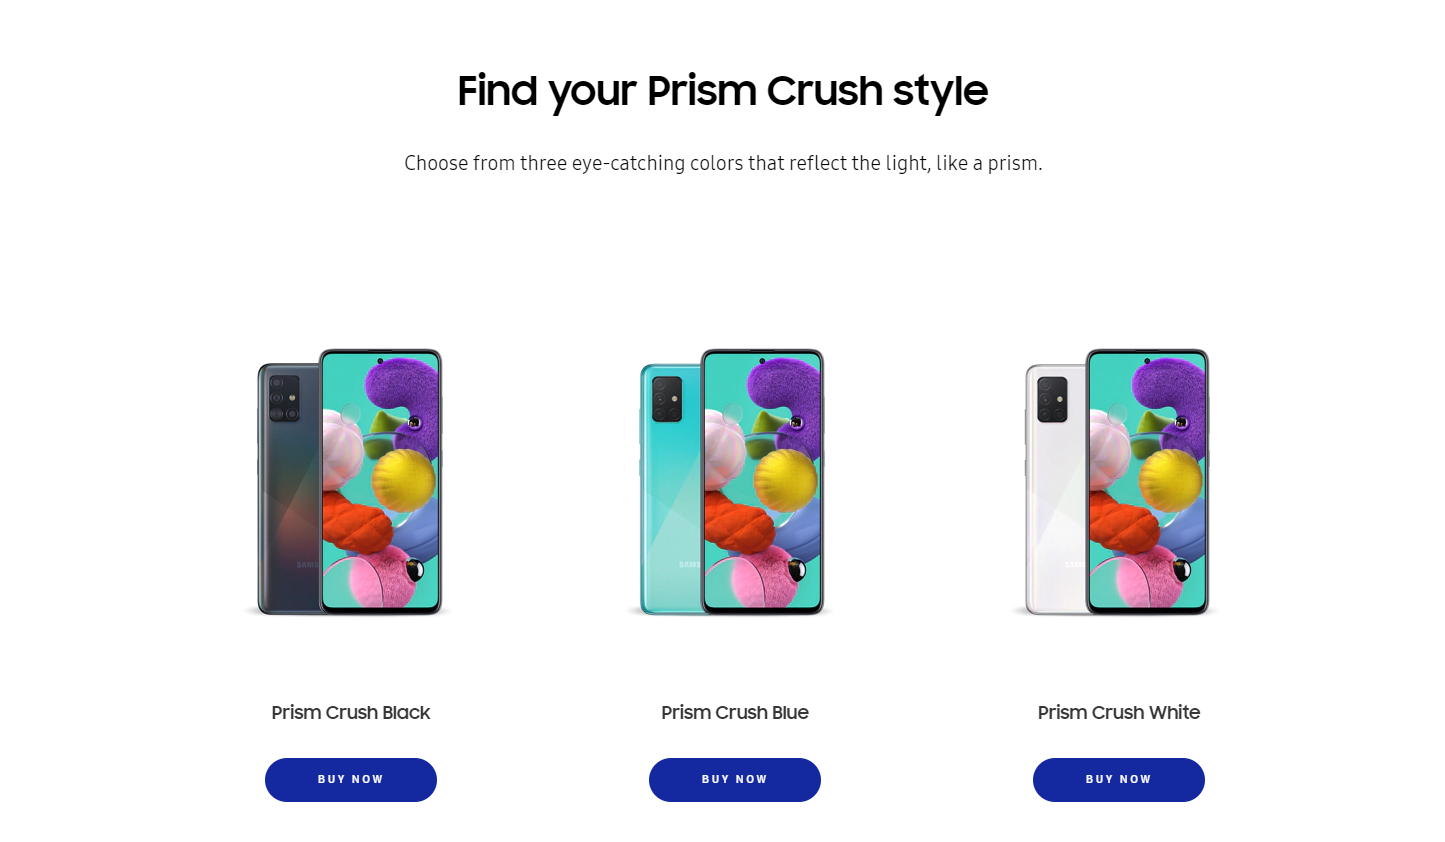 Find your Prism Crush style
Choose from three eye-catching colors that reflect the light, like a prism.
Prism Crush Black
Prism Crush Blue
Prism Crush White
BUY NOW
BUY NOW
BUY NOW